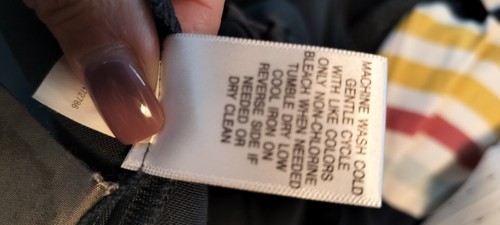 MACHINE WASH COLD
GENTLE CYCLE
WITH LIKE COLORS
ONLY NON-CHLORINE
BLEACH WHEN NEEDED
TUMBLE DRY LOW
COOL IRON ON
REVERSE SIDE IF
NEEDED OR
DRY CLEAN